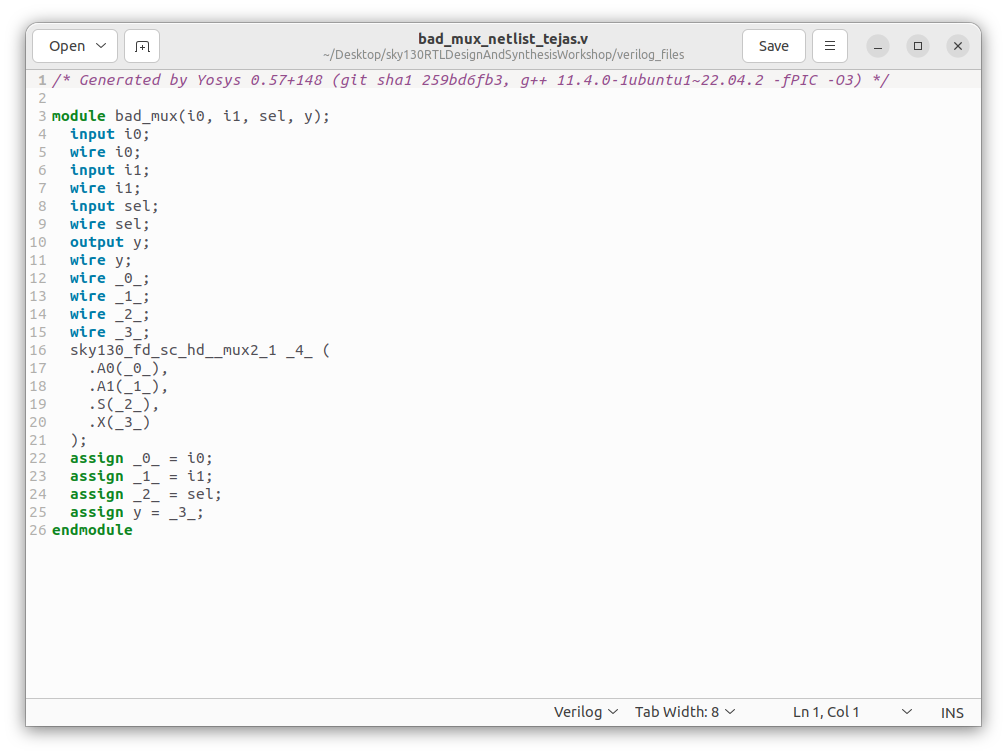 Open
bad_mux_netlist_tejas.v
~/Desktop/sky130RTLDesignAndSynthesisWorkshop/verilog_files
Save
1 /* Generated by Yosys 0.57+148 (git sha1 259bd6fb3, g++ 11.4.0-1ubuntu1~22.04.2 -fPIC -O3) */
2
3 module bad_mux(i0, i1, sel, y);
4   input i0;
5   wire i0;
6   input i1;
7   wire i1;
8   input sel;
9   wire sel;
10   output y;
11   wire y;
12   wire _0_;
13   wire _1_;
14   wire _2_;
15   wire _3_;
16   sky130_fd_sc_hd__mux2_1 _4_ (
17     .A0(_0_),
18     .A1(_1_),
19     .S(_2_),
20     .X(_3_)
21   );
22   assign _0_ = i0;
23   assign _1_ = i1;
24   assign _2_ = sel;
25   assign y = _3_;
26 endmodule
Verilog Tab Width: 8 Ln 1, Col 1 INS